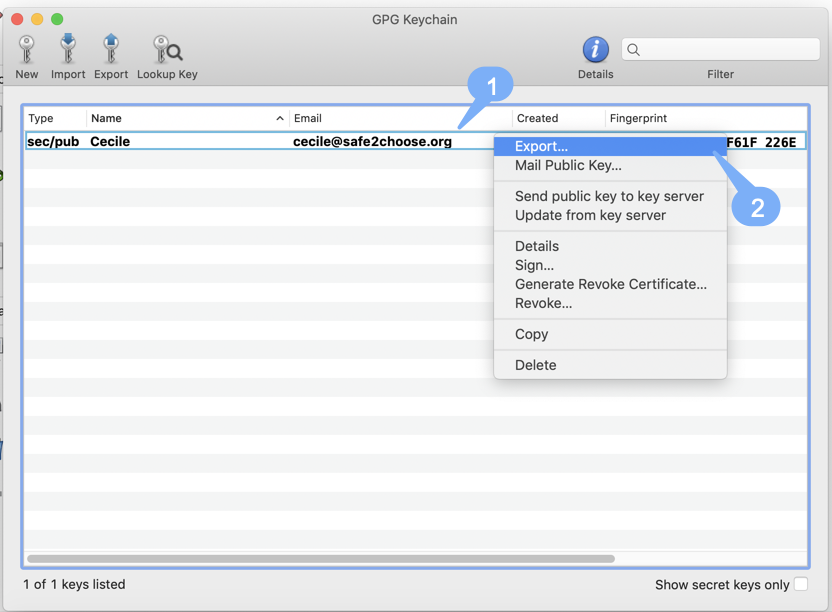 GPG Keychain
New Import Export Lookup Key Details Filter
1
Type Name Email Created Fingerprint
sec/pub Cecile cecile@safe2choose.org F61F 226E
Export...
Mail Public Key...
2
Send public key to key server
Update from key server
Details
Sign...
Generate Revoke Certificate...
Revoke...
Copy
Delete
1 of 1 keys listed Show secret keys only